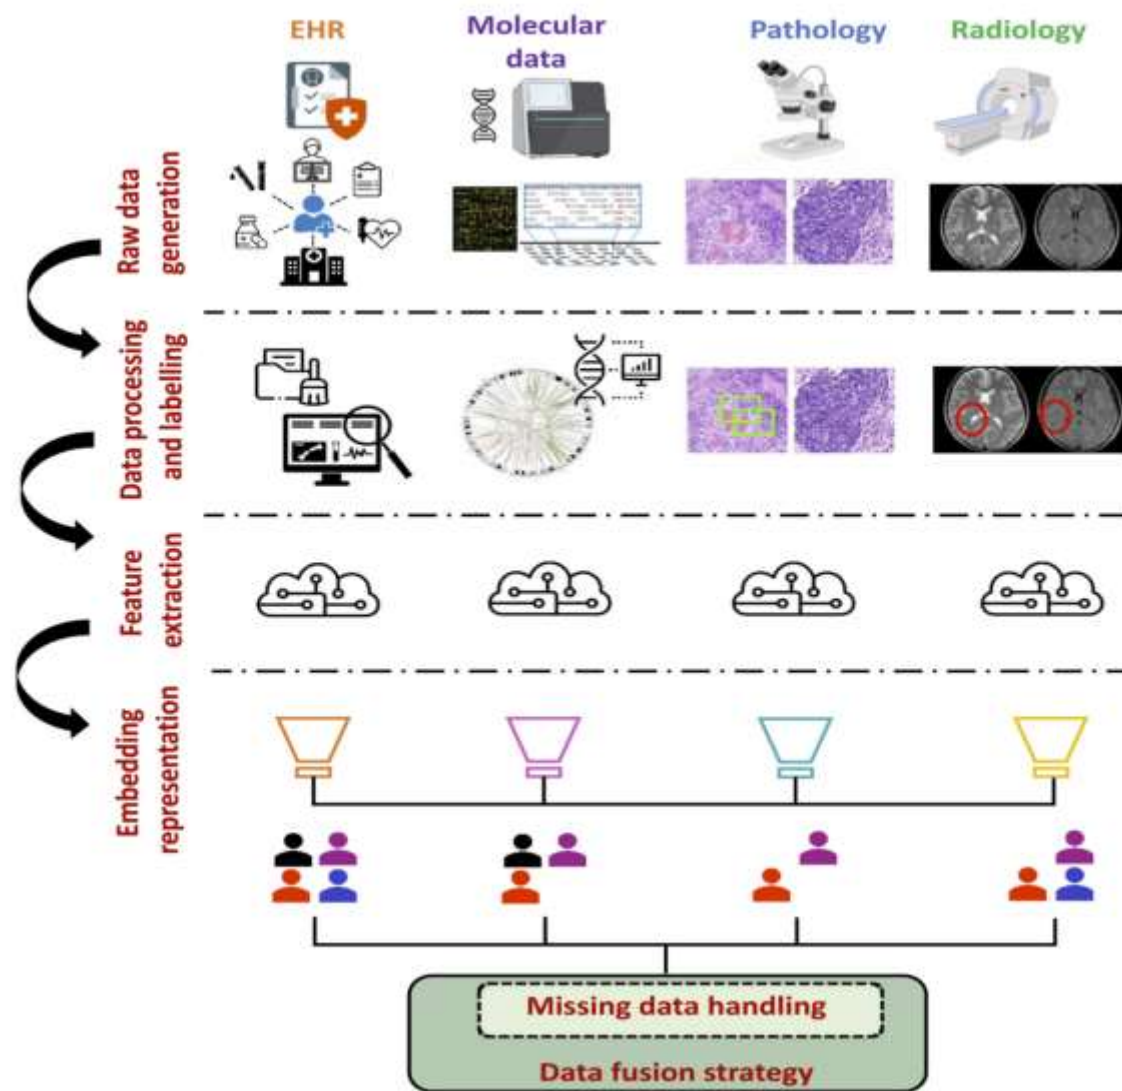 EHR
Molecular
data
Pathology
Radiology
Raw data
generation
Data processing
and labelling
Feature
extraction
Embedding
representation
Missing data handling
Data fusion strategy